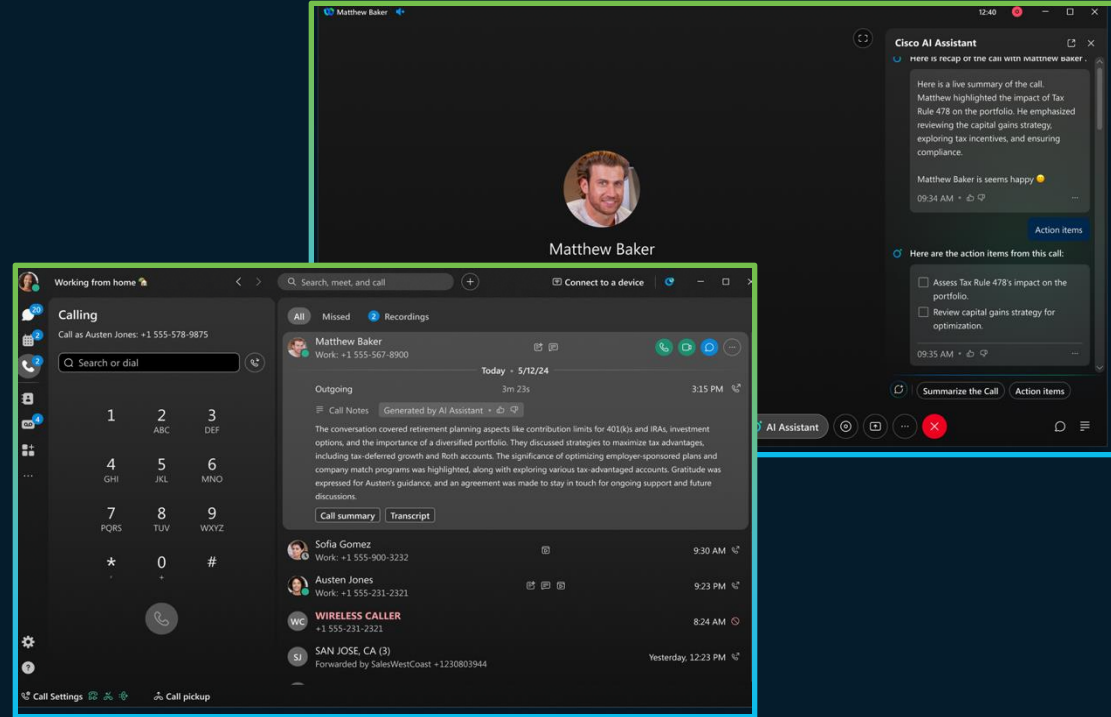 Matthew Baker
12:40
Cisco AI Assistant
Here is recap of the call with Matthew Baker .
Here is a live summary of the call.
Matthew highlighted the impact of Tax
Rule 478 on the portfolio. He emphasized
reviewing the capital gains strategy,
exploring tax incentives, and ensuring
compliance.
Matthew Baker is seems happy 🙂
09:34 AM •
Action items
Here are the action items from this call:
Assess Tax Rule 478's impact on the
portfolio.
Review capital gains strategy for
optimization.
09:35 AM •
Summarize the Call
Action items
Matthew Baker
AI Assistant
Working from home 🏠
Search, meet, and call
Connect to a device
20
2
2
4
Calling
Call as Austen Jones: +1 555-578-9875
Search or dial
1 2 3
ABC DEF
4 5 6
GHI JKL MNO
7 8 9
PQRS TUV WXYZ
* 0 #
+
Call Settings
Call pickup
All Missed 2 Recordings
Matthew Baker
Work: +1 555-567-8900
Today • 5/12/24
Outgoing 3m 23s 3:15 PM
Call Notes Generated by AI Assistant •
The conversation covered retirement planning aspects like contribution limits for 401(k)s and IRAs, investment
options, and the importance of a diversified portfolio. They discussed strategies to maximize tax advantages,
including tax-deferred growth and Roth accounts. The significance of optimizing employer-sponsored plans and
company match programs was highlighted, along with exploring various tax-advantaged accounts. Gratitude was
expressed for Austen's guidance, and an agreement was made to stay in touch for ongoing support and future
discussions.
Call summary Transcript
Sofia Gomez
Work: +1 555-900-3232
9:30 AM
Austen Jones
Work: +1 555-231-2321
9:23 PM
WC
WIRELESS CALLER
+1 555-231-2321
8:24 AM
SJ
SAN JOSE, CA (3)
Forwarded by SalesWestCoast +1230803944
Yesterday, 12:23 PM